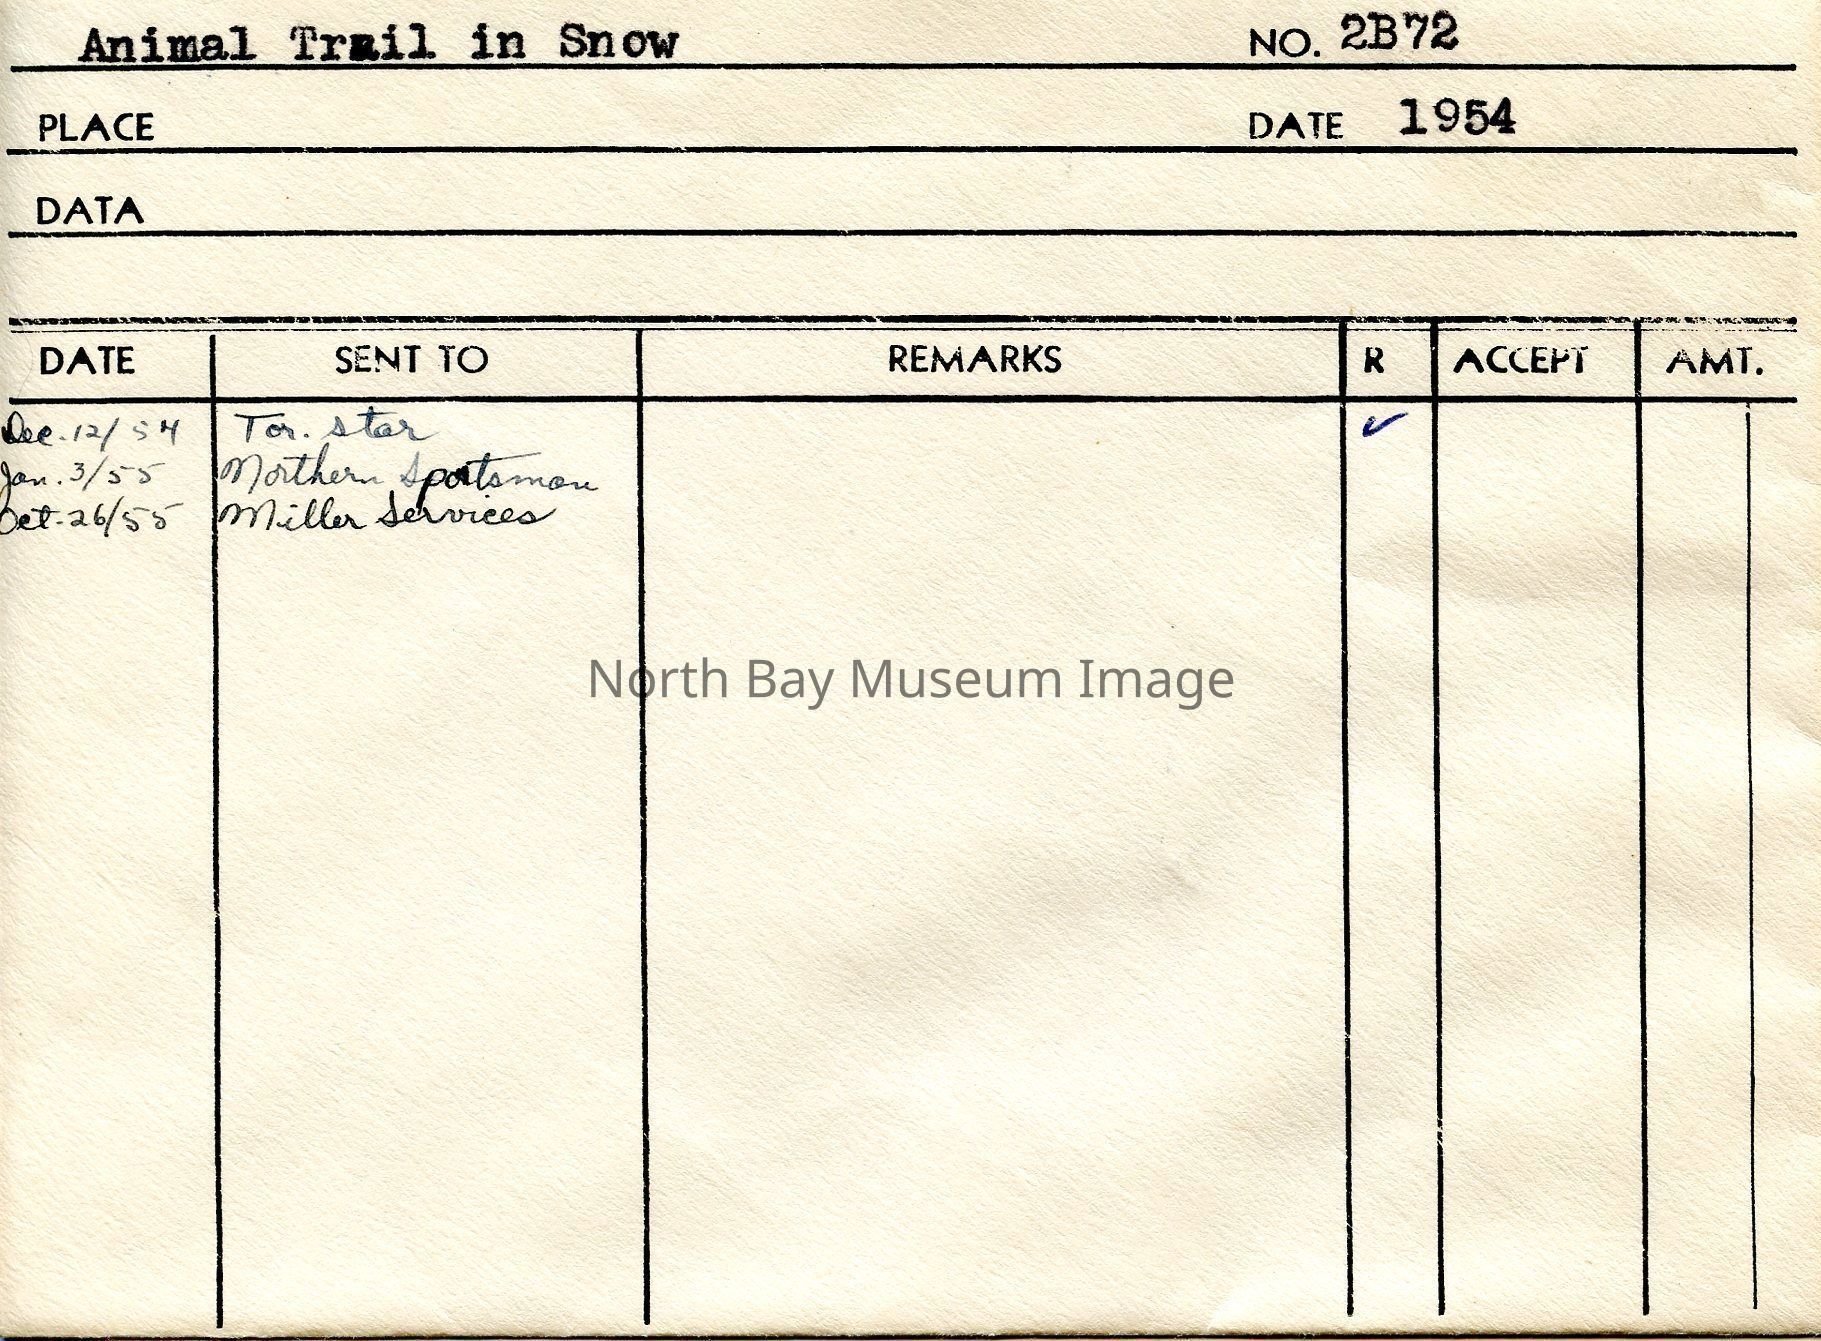 Animal Trail in Snow NO. 2B72
PLACE DATE 1954
DATA
DATE SENT TO REMARKS R ACCEPT AMT.
Dec. 12/54 Tor. Star ✓
Jan. 3/55 Northern Sportsman
Oct. 26/55 Miller Services
North Bay Museum Image